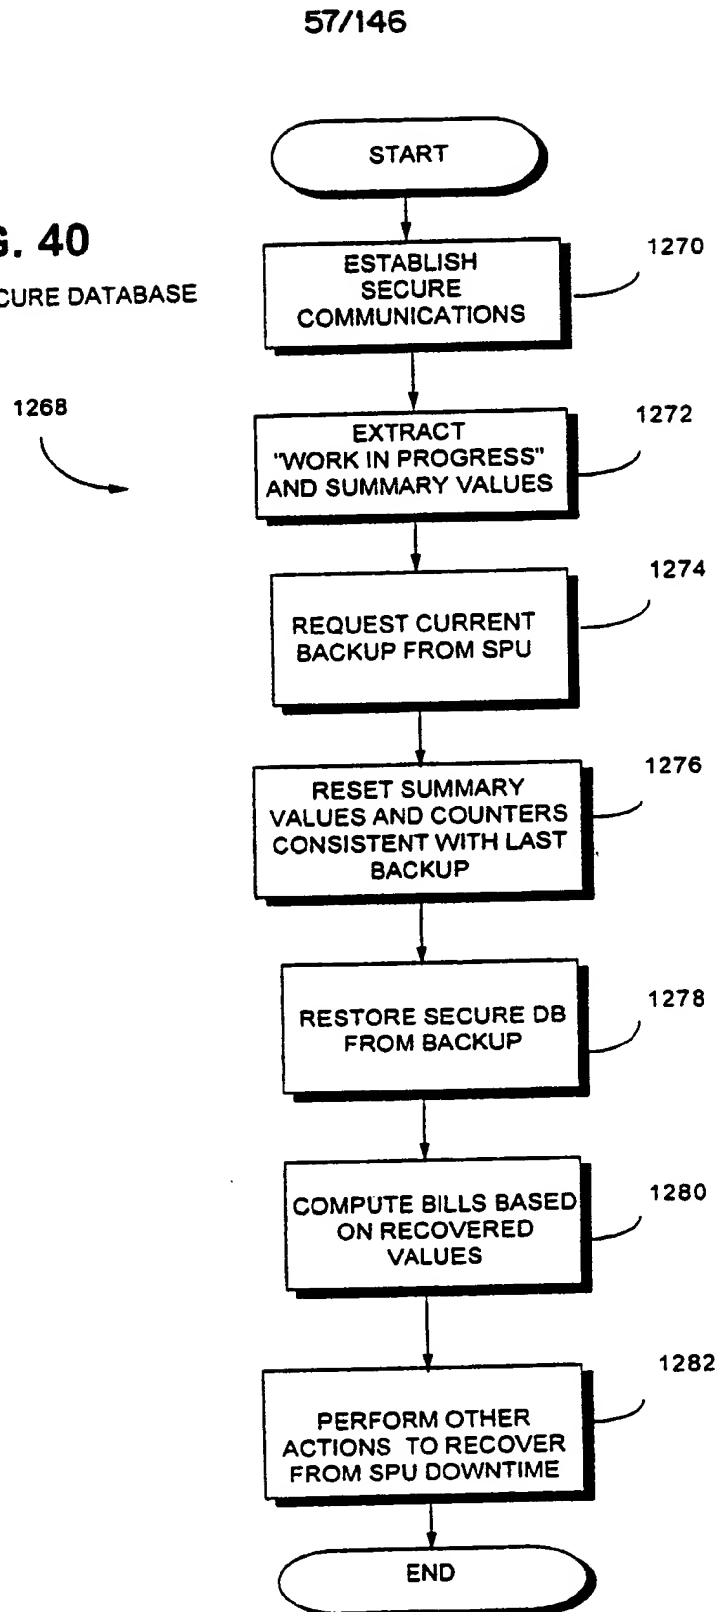 57/146
START
. 40
CURE DATABASE
1268
ESTABLISH
SECURE
COMMUNICATIONS
1270
EXTRACT
"WORK IN PROGRESS"
AND SUMMARY VALUES
1272
REQUEST CURRENT
BACKUP FROM SPU
1274
RESET SUMMARY
VALUES AND COUNTERS
CONSISTENT WITH LAST
BACKUP
1276
RESTORE SECURE DB
FROM BACKUP
1278
COMPUTE BILLS BASED
ON RECOVERED
VALUES
1280
PERFORM OTHER
ACTIONS TO RECOVER
FROM SPU DOWNTIME
1282
END